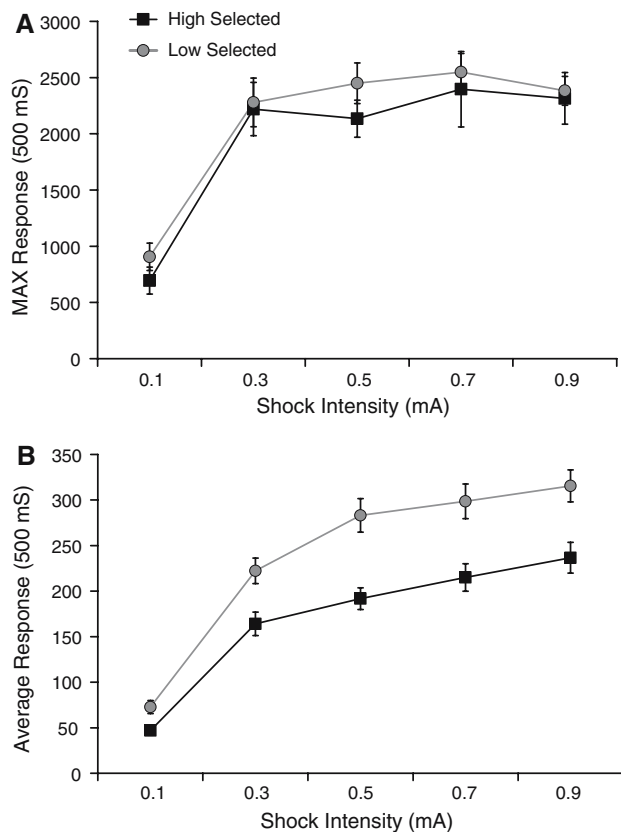 A
High Selected
Low Selected
MAX Response (500 mS)
3000
2500
2000
1500
1000
500
0
0.1 0.3 0.5 0.7 0.9
Shock Intensity (mA)
B
Average Response (500 mS)
350
300
250
200
150
100
50
0
0.1 0.3 0.5 0.7 0.9
Shock Intensity (mA)